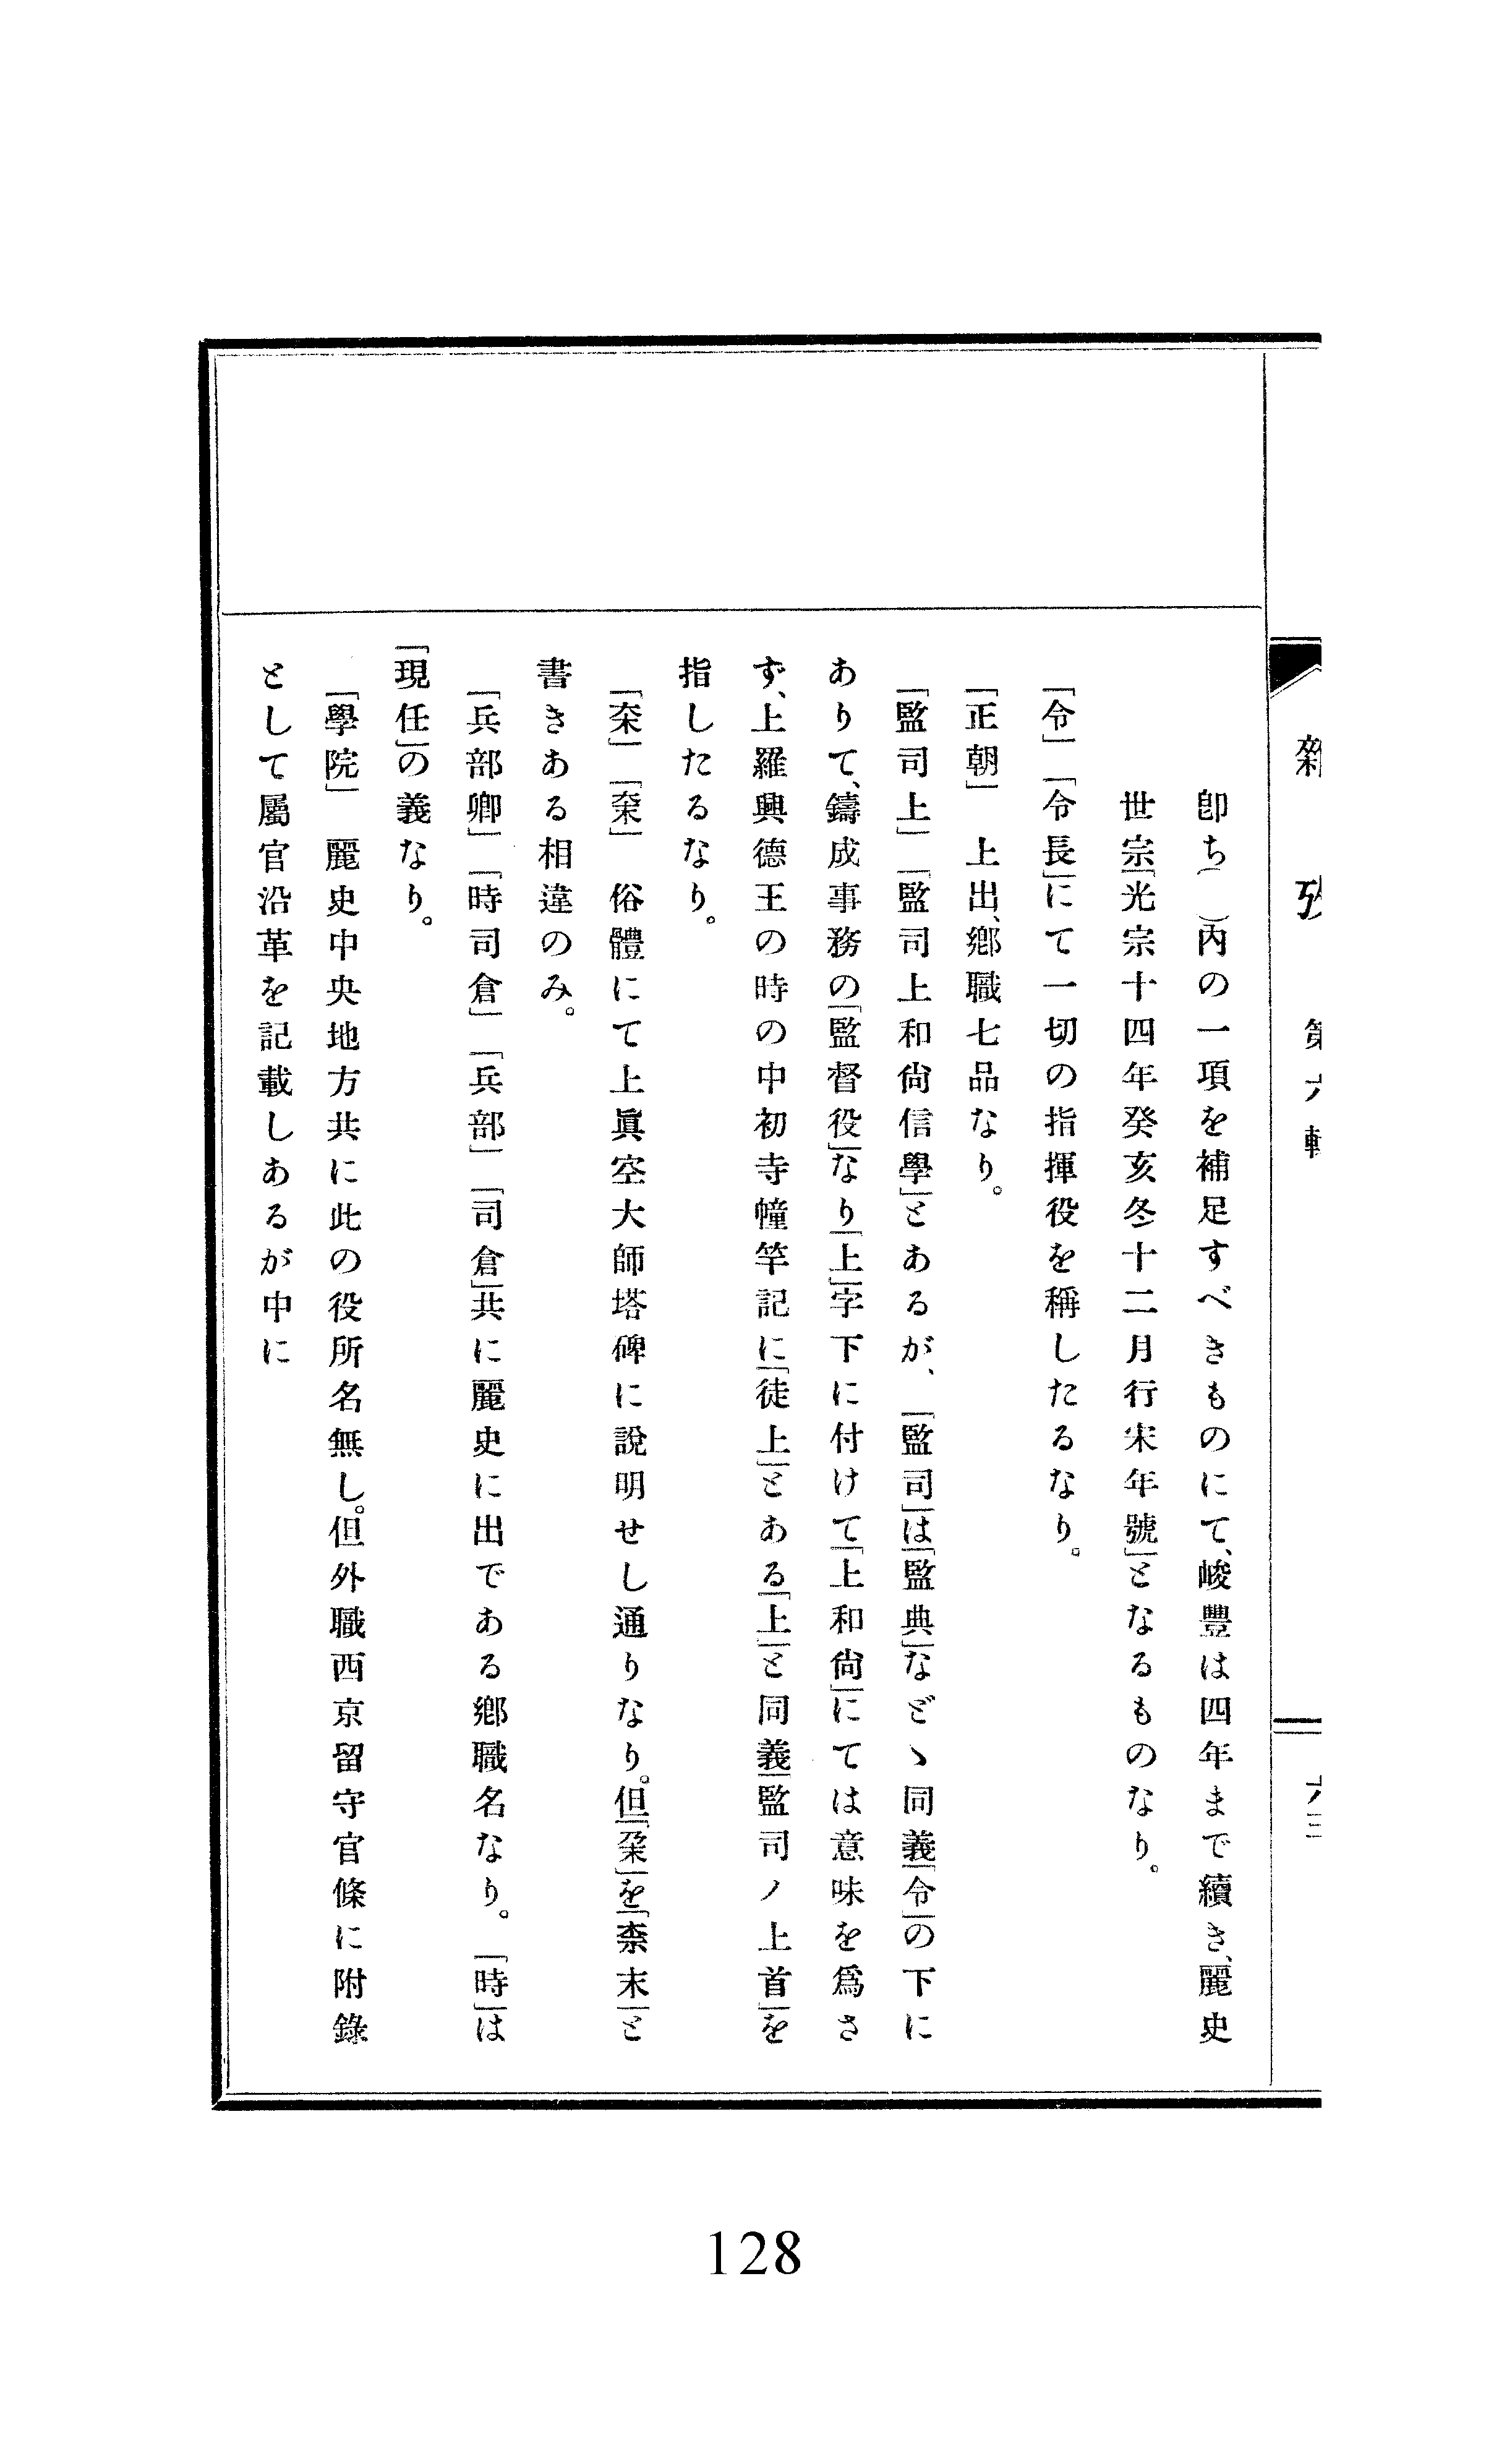 雜 攷 第六輯 六三
卽ち( )內の一項を補足すべきものにて、峻豐は四年まで續き、麗史
世宗「光宗十四年癸亥冬十二月行宋年號」となるものなり。
「令」「令長」にて一切の指揮役を稱したるなり。
「正朝」 上出、鄕職七品なり。
「監司上」「監司上和尙信學」とあるが、「監司」は「監典」などゝ同義「令」の下に
ありて、鑄成事務の「監督役」なり「上」字下に付けて「上和尙」にては意味を爲さ
ず、上羅興德王の時の中初寺幢竿記に「徒上」とある「上」と同義「監司ノ上首」を
指したるなり。
俗體にて上眞空大師塔碑に說明せし通りなり。但「」を「柰末」と
書きある相違のみ。
「兵部卿」「時司倉」「兵部」「司倉」共に麗史に出である鄕職名なり。「時」は
「現任」の義なり。
「學院」 麗史中央地方共に此の役所名無し。但外職西京留守官條に附錄
として屬官沿革を記載しあるが中に
128